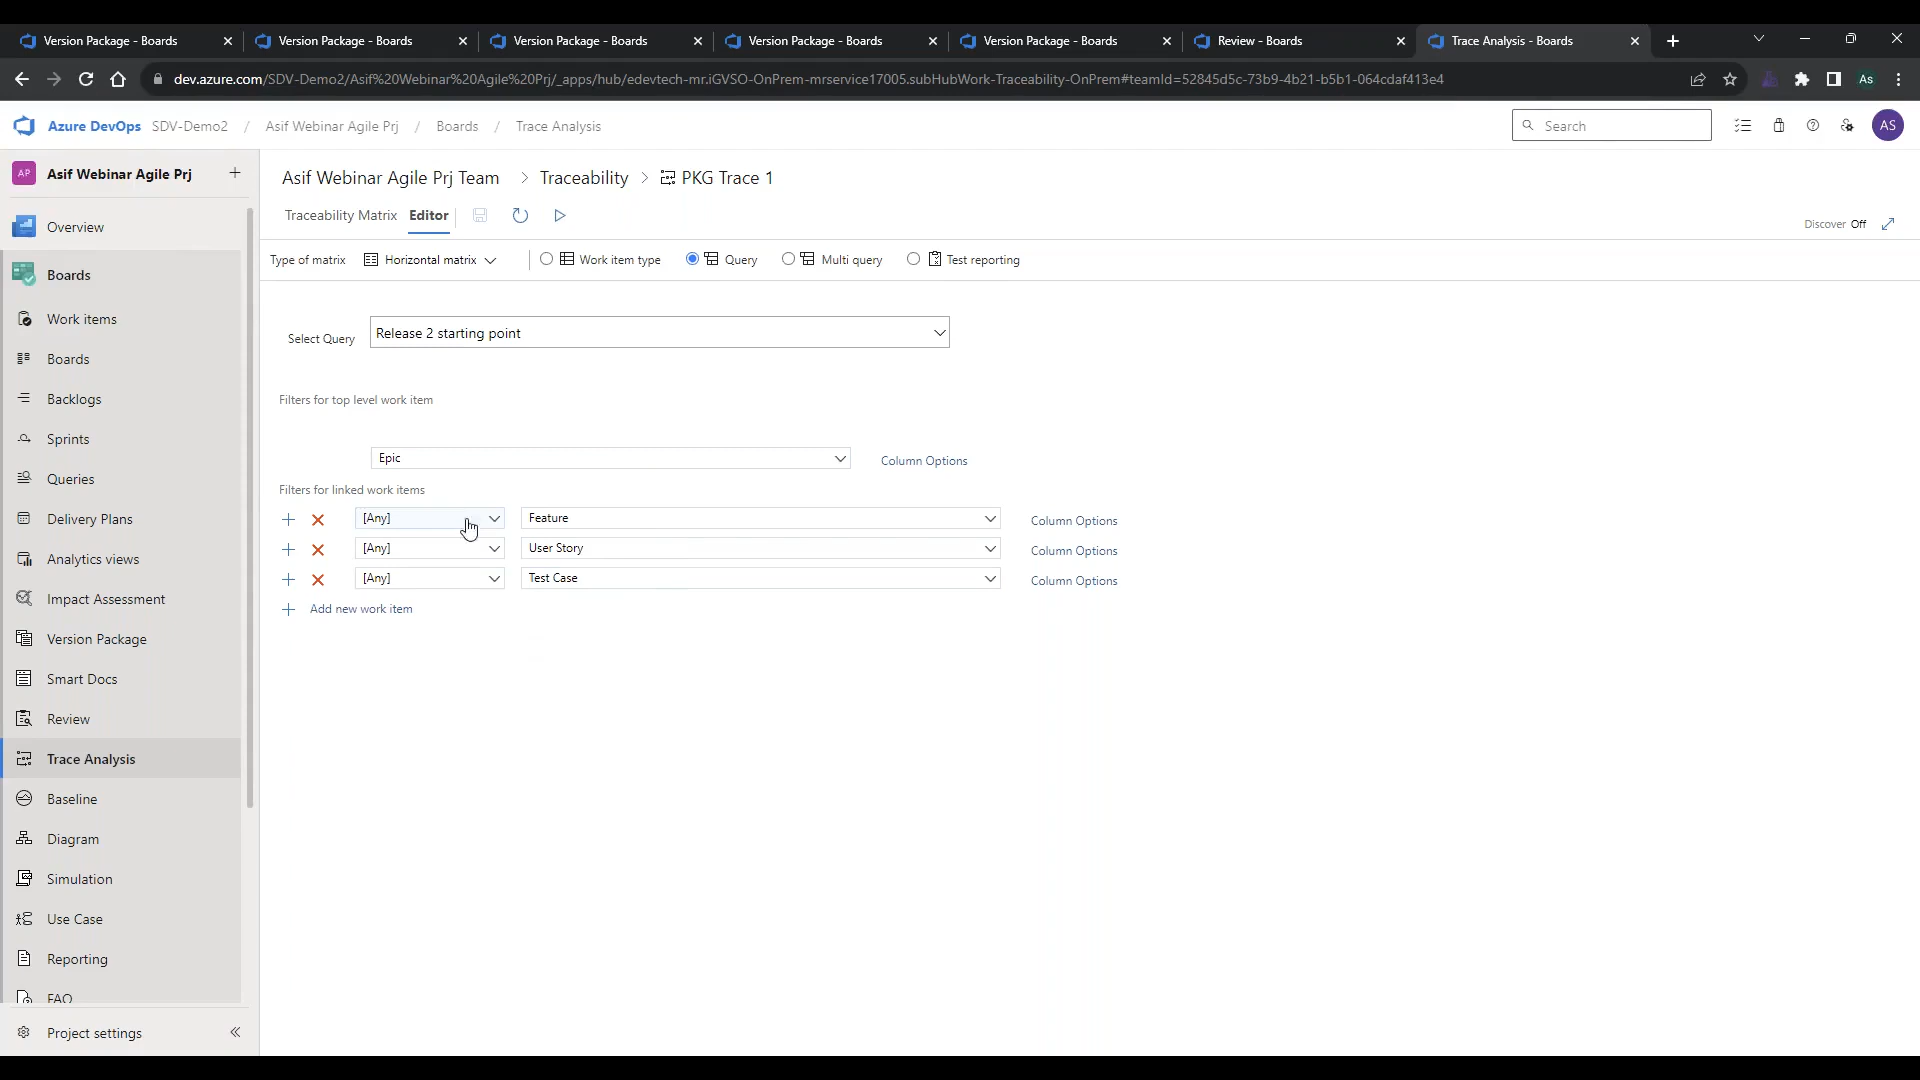 Version Package - Boards
Version Package - Boards
Version Package - Boards
Version Package - Boards
Version Package - Boards
Review - Boards
Trace Analysis - Boards
dev.azure.com/SDV-Demo2/Asif%20Webinar%20Agile%20Prj/_apps/hub/edevtech-mr.iGVSO-OnPrem-mrservice17005.subHubWork-Traceability-OnPrem#teamId=52845d5c-73b9-4b21-b5b1-064cdaf413e4
As
Azure DevOps SDV-Demo2 / Asif Webinar Agile Prj / Boards / Trace Analysis
Search
AS
AP Asif Webinar Agile Prj
Overview
Boards
Work items
Boards
Backlogs
Sprints
Queries
Delivery Plans
Analytics views
Impact Assessment
Version Package
Smart Docs
Review
Trace Analysis
Baseline
Diagram
Simulation
Use Case
Reporting
FAQ
Project settings
Asif Webinar Agile Prj Team > Traceability > PKG Trace 1
Traceability Matrix Editor
Discover Off
Type of matrix Horizontal matrix Work item type Query Multi query Test reporting
Select Query Release 2 starting point
Filters for top level work item
Epic Column Options
Filters for linked work items
[Any] Feature Column Options
[Any] User Story Column Options
[Any] Test Case Column Options
Add new work item